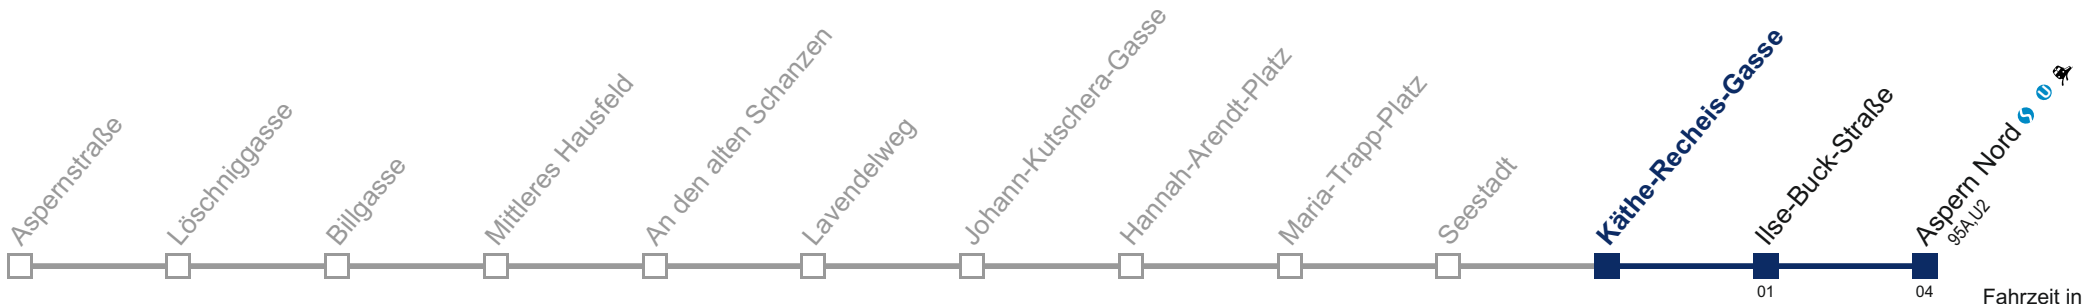 Aspernstraße
Löschniggasse
Billgasse
Mittleres Hausfeld
An den alten Schanzen
Lavendelweg
Johann-Kutschera-Gasse
Hannah-Arendt-Platz
Maria-Trapp-Platz
Seestadt
Käthe-Recheis-Gasse
Ilse-Buck-Straße
Aspern Nord S U
95A,U2
01
04
Fahrzeit in